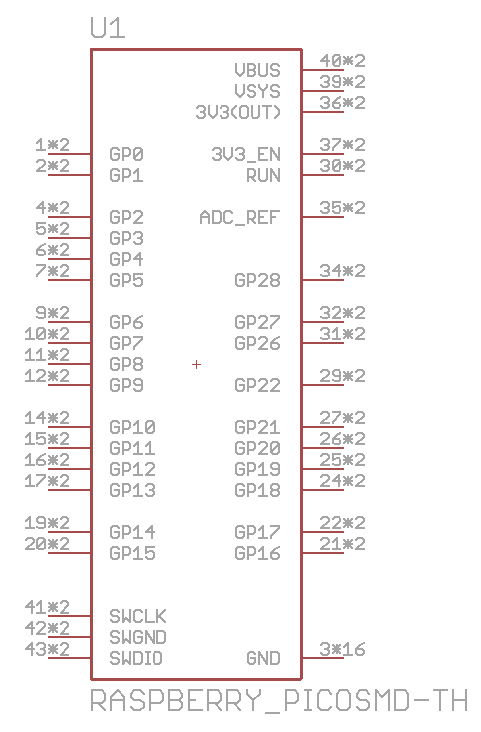 U1
VBUS 40*2
VSYS 39*2
3V3(OUT) 36*2
1*2 GP0 3V3_EN 37*2
2*2 GP1 RUN 30*2
4*2 GP2 ADC_REF 35*2
5*2 GP3
6*2 GP4
7*2 GP5 GP28 34*2
9*2 GP6 GP27 32*2
10*2 GP7 GP26 31*2
11*2 GP8
12*2 GP9 GP22 29*2
14*2 GP10 GP21 27*2
15*2 GP11 GP20 26*2
16*2 GP12 GP19 25*2
17*2 GP13 GP18 24*2
19*2 GP14 GP17 22*2
20*2 GP15 GP16 21*2
41*2 SWCLK
42*2 SWGND
43*2 SWDIO GND 3*16
RASPBERRY_PICOSMD-TH